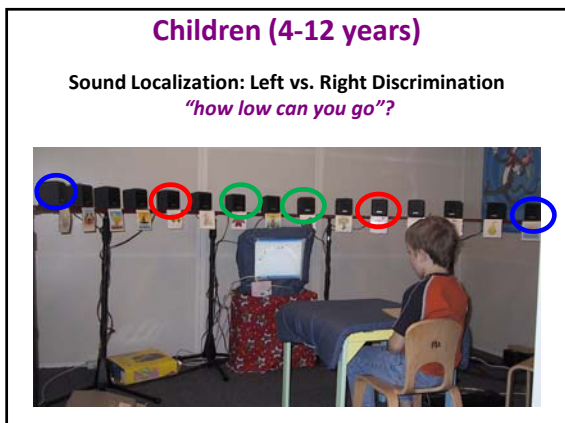 Children (4-12 years)
Sound Localization: Left vs. Right Discrimination
“how low can you go”?